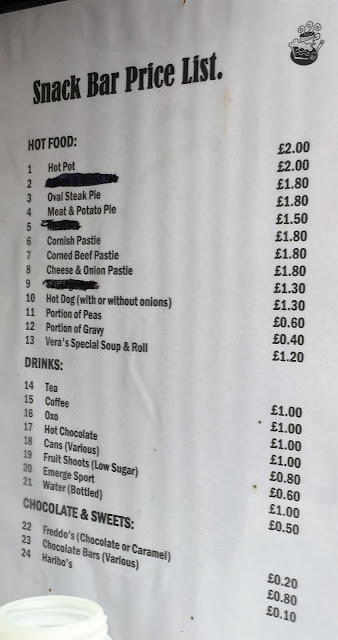 Snack Bar Price List.
HOT FOOD:
1 Hot Pot £2.00
2 £2.00
3 Oval Steak Pie £1.80
4 Meat & Potato Pie £1.80
5 £1.50
6 Cornish Pastie £1.80
7 Corned Beef Pastie £1.80
8 Cheese & Onion Pastie £1.80
9 £1.30
10 Hot Dog (with or without onions) £1.30
11 Portion of Peas £0.60
12 Portion of Gravy £0.40
13 Vera's Special Soup & Roll £1.20
DRINKS:
14 Tea £1.00
15 Coffee £1.00
16 Oxo £1.00
17 Hot Chocolate £1.00
18 Cans (Various) £0.80
19 Fruit Shoots (Low Sugar) £0.60
20 Emerge Sport £1.00
21 Water (Bottled) £0.50
CHOCOLATE & SWEETS:
22 Freddo's (Chocolate or Caramel) £0.20
23 Chocolate Bars (Various) £0.80
24 Haribo's £0.10